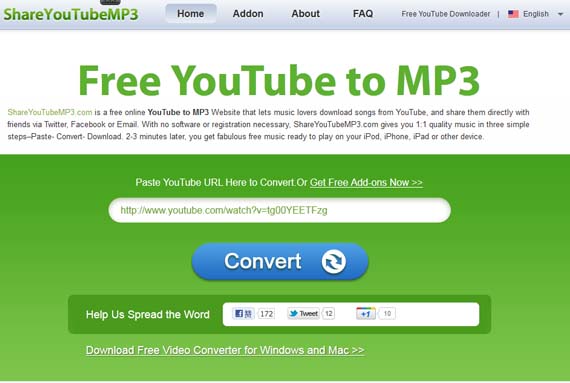 ShareYouTubeMP3 Home Addon About FAQ Free YouTube Downloader | English
Free YouTube to MP3
ShareYouTubeMP3.com is a free online YouTube to MP3 Website that lets music lovers download songs from YouTube, and share them directly with
friends via Twitter, Facebook or Email. With no software or registration necessary, ShareYouTubeMP3.com gives you 1:1 quality music in three simple
steps–Paste- Convert- Download. 2-3 minutes later, you get fabulous free music ready to play on your iPod, iPhone, iPad or other device.
Paste YouTube URL Here to Convert.Or Get Free Add-ons Now >>
http://www.youtube.com/watch?v=tg00YEETFzg
Convert
Help Us Spread the Word 172 Tweet 12 +1 10
Download Free Video Converter for Windows and Mac >>